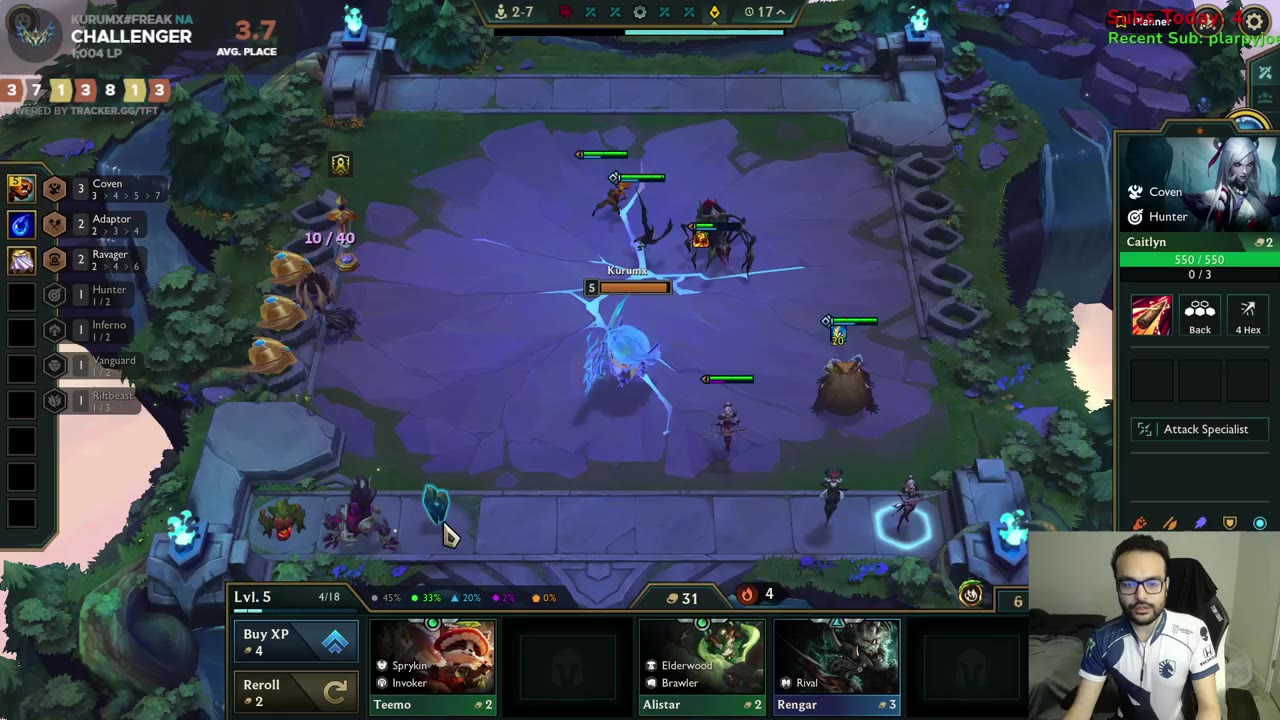 KURUMX#FREAK NA
CHALLENGER
1,004 LP
3.7
AVG. PLACE
3 7 1 3 8 1 3
WERED BY TRACKER.GG/TFT
2-7
17
Subs Today: 4
Planner
Recent Sub: plarpyjos
3 Coven
3 > 4 > 5 > 7
2 Adaptor
2 > 3 > 4
2 Ravager
2 > 4 > 6
1 Hunter
1 / 2
1 Inferno
1 / 2
1 Vanguard
1 / 2
1 Riftbeast
1 / 3
10 / 40
Kurumx
5
20
Coven
Hunter
Caitlyn 2
550 / 550
0 / 3
Back
4 Hex
Attack Specialist
Lvl. 5 4/18 45% 33% 20% 2% 0%
31
4
6
Buy XP
4
Reroll
2
Sprykin
Invoker
Teemo 2
Elderwood
Brawler
Alistar 2
Rival
Rengar 3